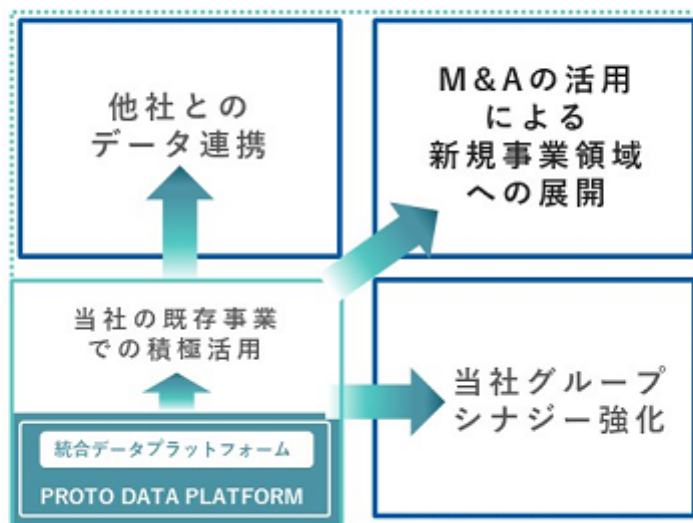 他社との
データ連携
M&Aの活用
による
新規事業領域
への展開
当社の既存事業
での積極活用
当社グループ
シナジー強化
統合データプラットフォーム
PROTO DATA PLATFORM